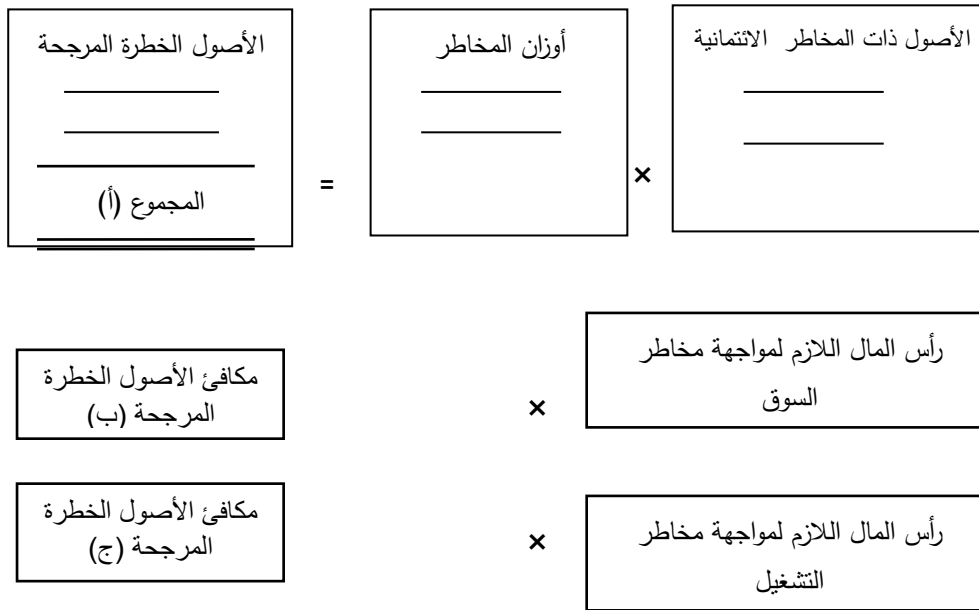 الأصول ذات المخاطر الائتمانية
×
أوزان المخاطر
=
الأصول الخطرة المرجحة
المجموع (أ)
رأس المال اللازم لمواجهة مخاطر
السوق
×
مكافئ الأصول الخطرة
المرجحة (ب)
رأس المال اللازم لمواجهة مخاطر
التشغيل
×
مكافئ الأصول الخطرة
المرجحة (ج)